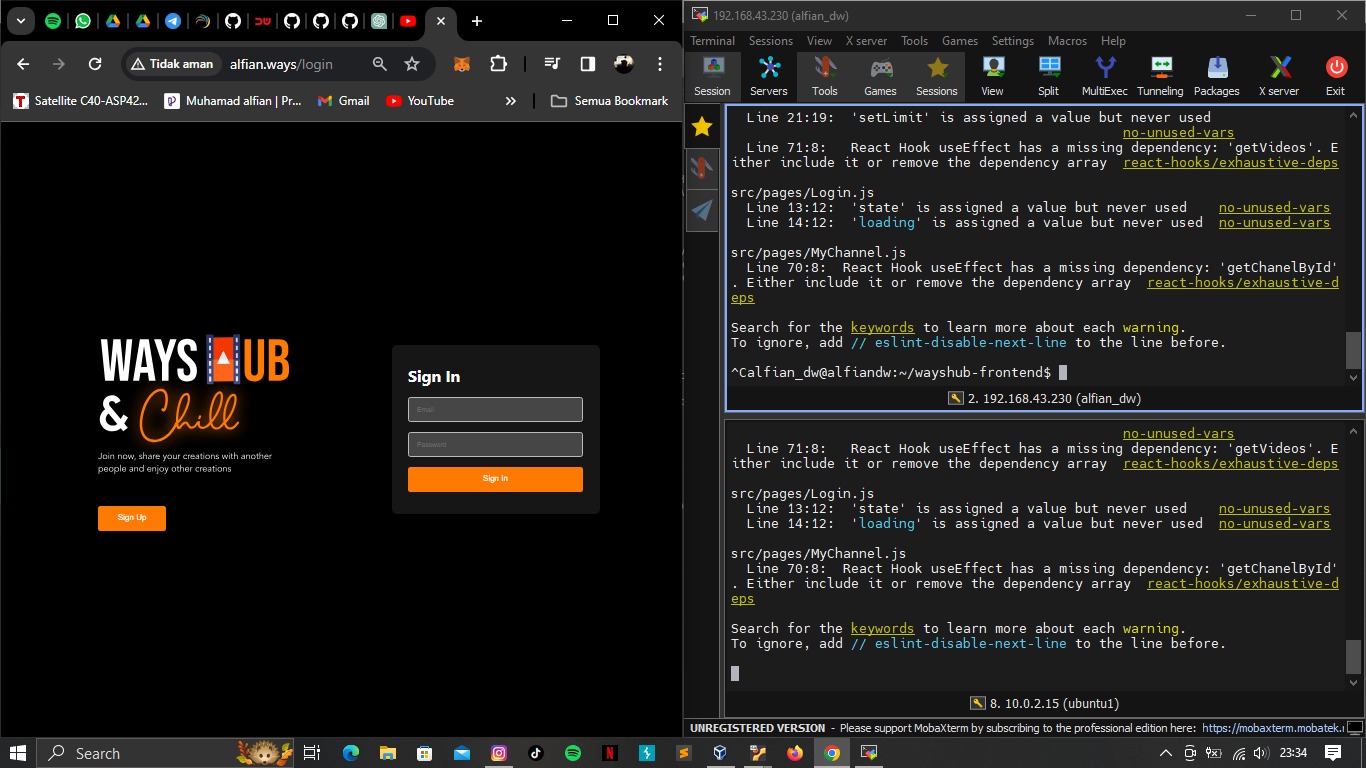 Tidak aman
alfian.ways/login
Satellite C40-ASP42...
Muhamad alfian | Pr...
Gmail
YouTube
»
Semua Bookmark
WAYS HUB
& Chill
Join now, share your creations with another
people and enjoy other creations
Sign Up
Sign In
Email
Password
Sign In
192.168.43.230 (alfian_dw)
Terminal Sessions View X server Tools Games Settings Macros Help
Session Servers Tools Games Sessions View Split MultiExec Tunneling Packages X server Exit
Line 21:19: 'setLimit' is assigned a value but never used
no-unused-vars
Line 71:8: React Hook useEffect has a missing dependency: 'getVideos'. E
ither include it or remove the dependency array react-hooks/exhaustive-deps
src/pages/Login.js
Line 13:12: 'state' is assigned a value but never used no-unused-vars
Line 14:12: 'loading' is assigned a value but never used no-unused-vars
src/pages/MyChannel.js
Line 70:8: React Hook useEffect has a missing dependency: 'getChanelById'
. Either include it or remove the dependency array react-hooks/exhaustive-d
eps
Search for the keywords to learn more about each warning.
To ignore, add // eslint-disable-next-line to the line before.
^Calfian_dw@alfiandw:~/wayshub-frontend$
2. 192.168.43.230 (alfian_dw)
no-unused-vars
Line 71:8: React Hook useEffect has a missing dependency: 'getVideos'. E
ither include it or remove the dependency array react-hooks/exhaustive-deps
src/pages/Login.js
Line 13:12: 'state' is assigned a value but never used no-unused-vars
Line 14:12: 'loading' is assigned a value but never used no-unused-vars
src/pages/MyChannel.js
Line 70:8: React Hook useEffect has a missing dependency: 'getChanelById'
. Either include it or remove the dependency array react-hooks/exhaustive-d
eps
Search for the keywords to learn more about each warning.
To ignore, add // eslint-disable-next-line to the line before.
8. 10.0.2.15 (ubuntu1)
UNREGISTERED VERSION - Please support MobaXterm by subscribing to the professional edition here: https://mobaxterm.mobatek.
Search
23:34